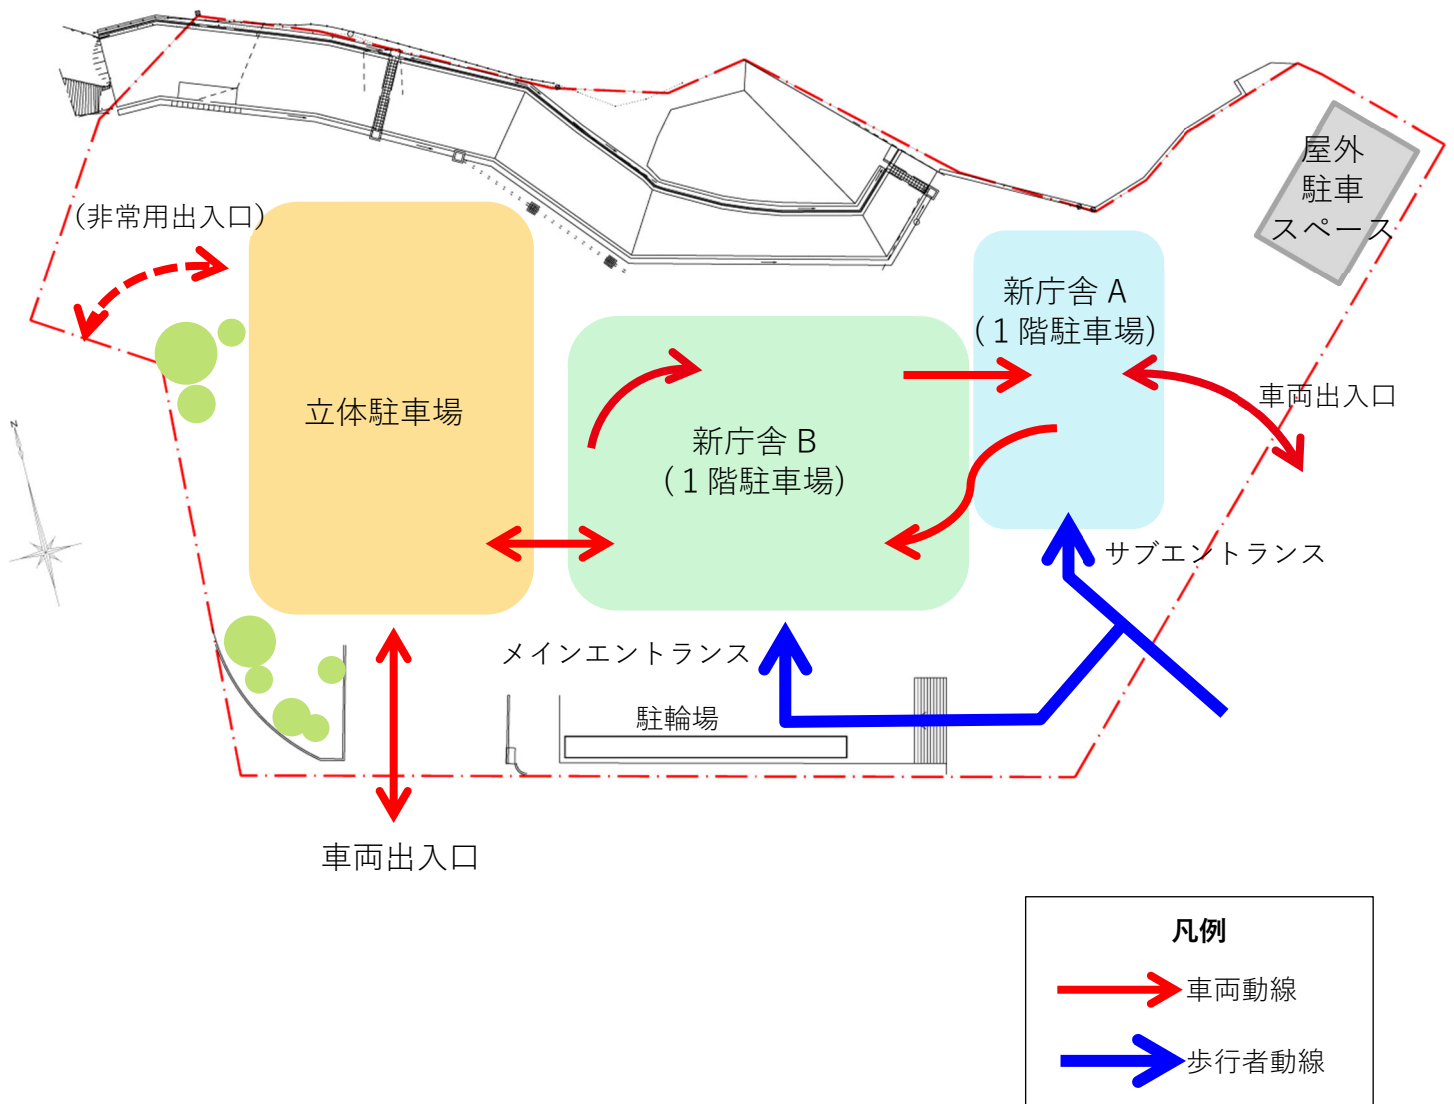 屋外
駐車
スペース
（非常用出入口）
新庁舎 A
（１階駐車場）
車両出入口
立体駐車場
新庁舎 B
（１階駐車場）
サブエントランス
メインエントランス
駐輪場
車両出入口
N
凡例
車両動線
歩行者動線